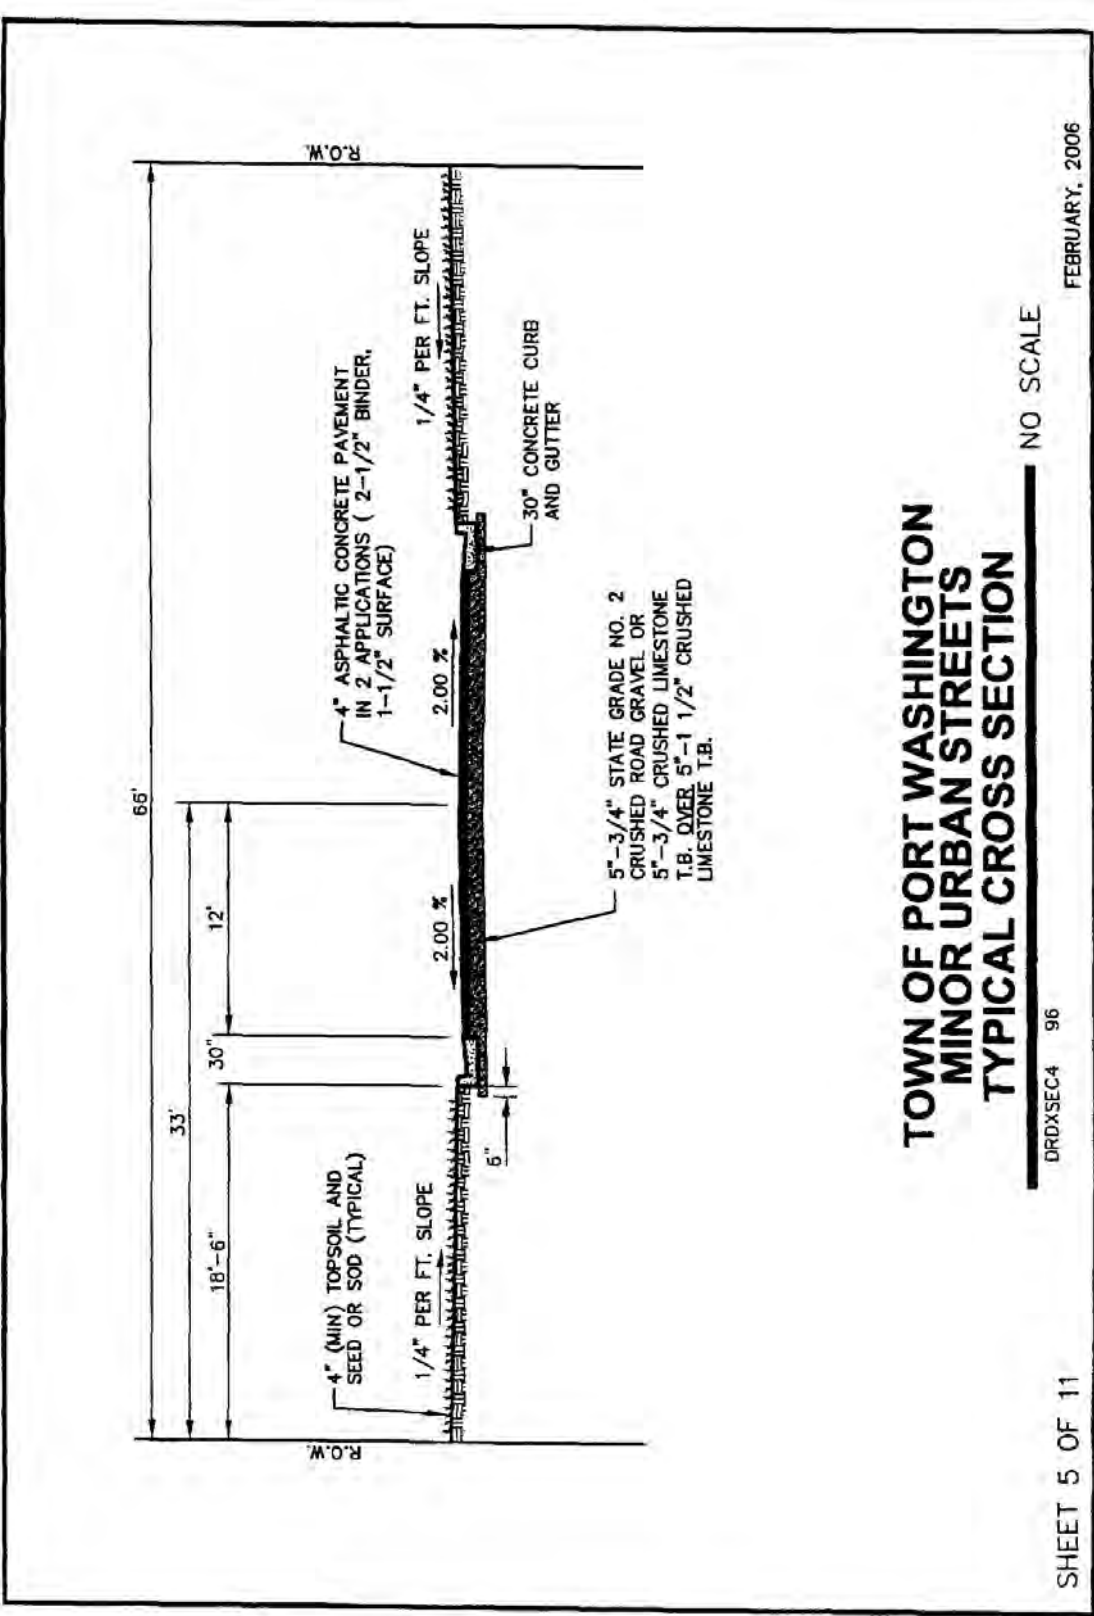 66'
33'
18'-6"
30"
12'
R.O.W.
R.O.W.
4" (MIN) TOPSOIL AND
SEED OR SOD (TYPICAL)
1/4" PER FT. SLOPE
4" ASPHALTIC CONCRETE PAVEMENT
IN 2 APPLICATIONS ( 2-1/2" BINDER,
1-1/2" SURFACE)
1/4" PER FT. SLOPE
2.00 %
2.00 %
6"
30" CONCRETE CURB
AND GUTTER
5"-3/4" STATE GRADE NO. 2
CRUSHED ROAD GRAVEL OR
5"-3/4" CRUSHED LIMESTONE
T.B. OVER 5"-1 1/2" CRUSHED
LIMESTONE T.B.
TOWN OF PORT WASHINGTON
MINOR URBAN STREETS
TYPICAL CROSS SECTION
NO SCALE
DRDXSEC4 96
SHEET 5 OF 11
FEBRUARY, 2006